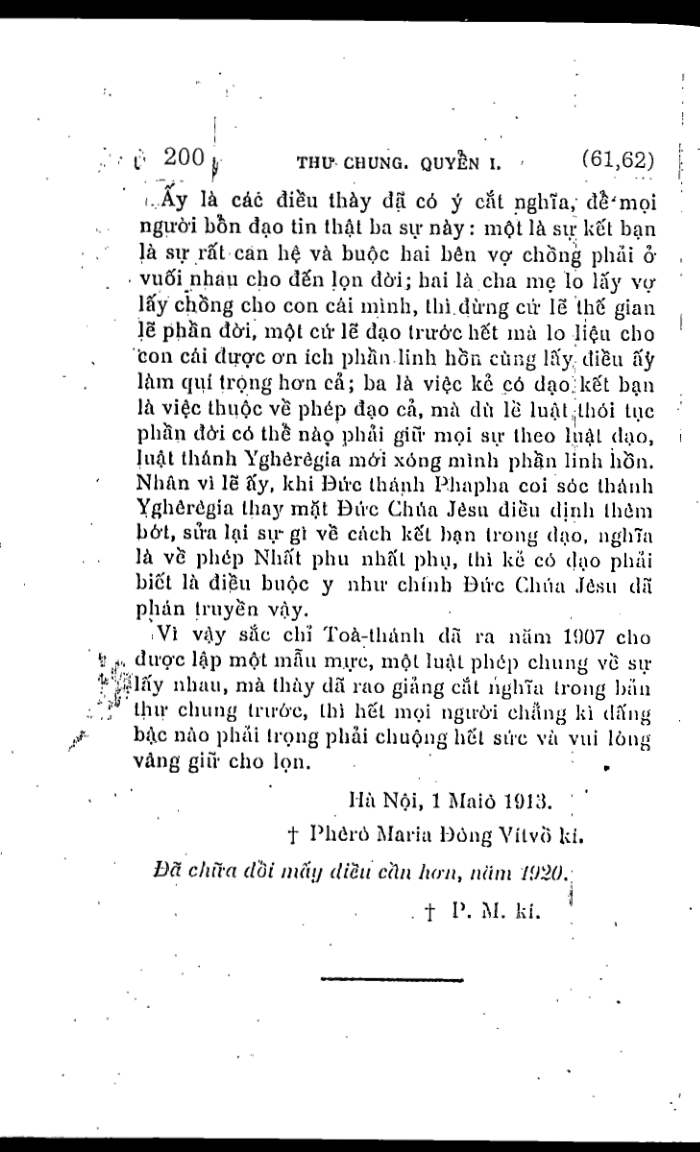 200 THƯ CHUNG. QUYỀN I. (61,62)
Ấy là các điều thày đã có ý cắt nghĩa, để mọi
người bổn đạo tin thật ba sự này : một là sự kết bạn
là sự rất can hệ và buộc hai bên vợ chồng phải ở
vuối nhau cho đến lọn đời; hai là cha mẹ lo lấy vợ
lấy chồng cho con cái mình, thì đừng cứ lẽ thế gian
lẽ phần đời, một cứ lẽ đạo trước hết mà lo liệu cho
con cái được ơn ích phần linh hồn cùng lấy điều ấy
làm quí trọng hơn cả; ba là việc kẻ có đạo kết bạn
là việc thuộc về phép đạo cả, mà dù lề luật thói tục
phần đời có thể nào phải giữ mọi sự theo luật đạo,
luật thánh Yghêrêgia mới xóng mình phần linh hồn.
Nhân vì lẽ ấy, khi Đức thánh Phapha coi sóc thánh
Yghêrêgia thay mặt Đức Chúa Jêsu điều định thêm
bớt, sửa lại sự gì về cách kết bạn trong đạo, nghĩa
là về phép Nhất phu nhất phụ, thì kẻ có đạo phải
biết là điều buộc y như chính Đức Chúa Jêsu đã
phán truyền vậy.
Vì vậy sắc chỉ Toà-thánh đã ra năm 1907 cho
được lập một mẫu mực, một luật phép chung về sự
lấy nhau, mà thày đã rao giảng cắt nghĩa trong bản
thư chung trước, thì hết mọi người chẳng kì đấng
bậc nào phải trọng phải chuộng hết sức và vui lòng
vâng giữ cho lọn.
Hà Nội, 1 Maiô 1913.
† Phêrô Maria Đông Vítvồ kí.
Đã chữa dồi mấy điều cần hơn, năm 1920.
† P. M. kí.